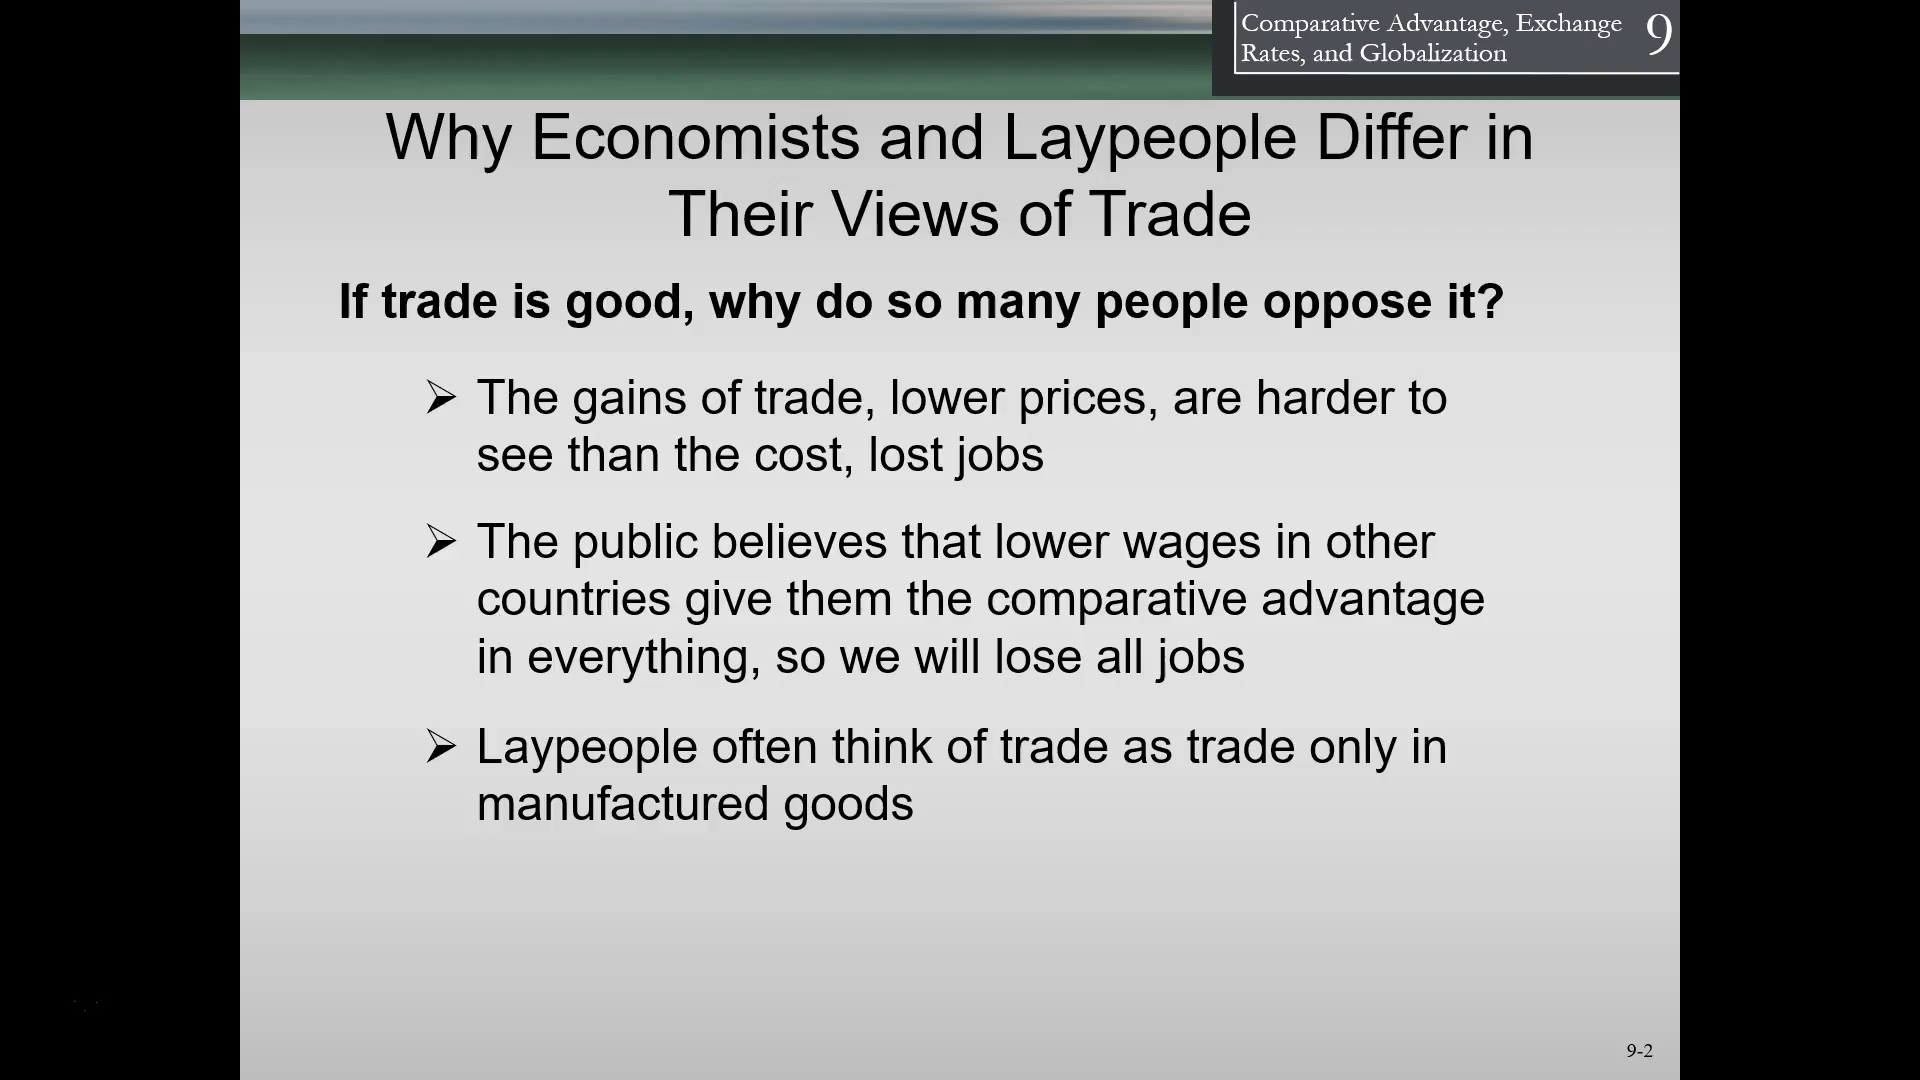 Comparative Advantage, Exchange 9
Rates, and Globalization
Why Economists and Laypeople Differ in
Their Views of Trade
If trade is good, why do so many people oppose it?
➢ The gains of trade, lower prices, are harder to
see than the cost, lost jobs
➢ The public believes that lower wages in other
countries give them the comparative advantage
in everything, so we will lose all jobs
➢ Laypeople often think of trade as trade only in
manufactured goods
9-2